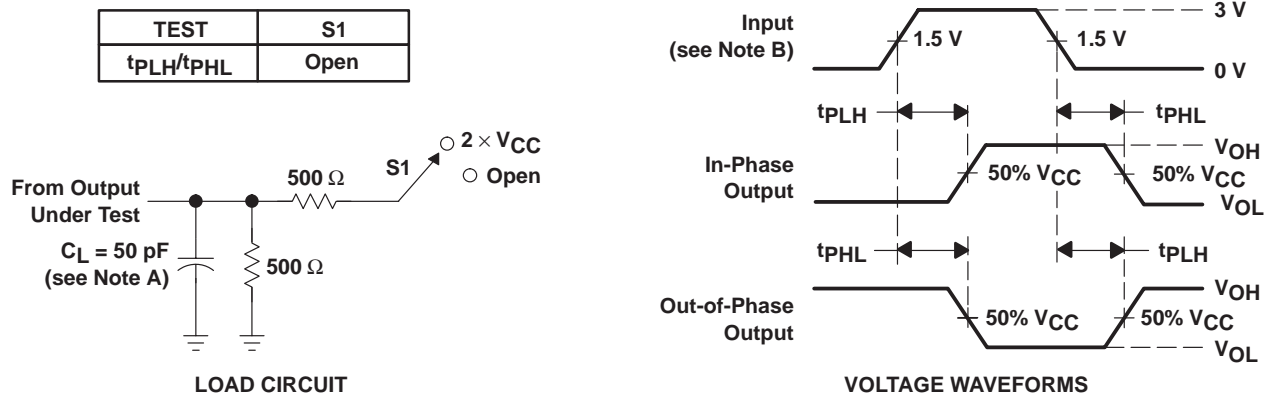 TEST S1
tPLH/tPHL Open
2 × VCC
S1
Open
500 Ω
From Output
Under Test
CL = 50 pF
(see Note A)
500 Ω
LOAD CIRCUIT
Input
(see Note B)
3 V
1.5 V 1.5 V
0 V
tPLH tPHL
In-Phase
Output
VOH
50% VCC 50% VCC
VOL
tPHL tPLH
Out-of-Phase
Output
VOH
50% VCC 50% VCC
VOL
VOLTAGE WAVEFORMS